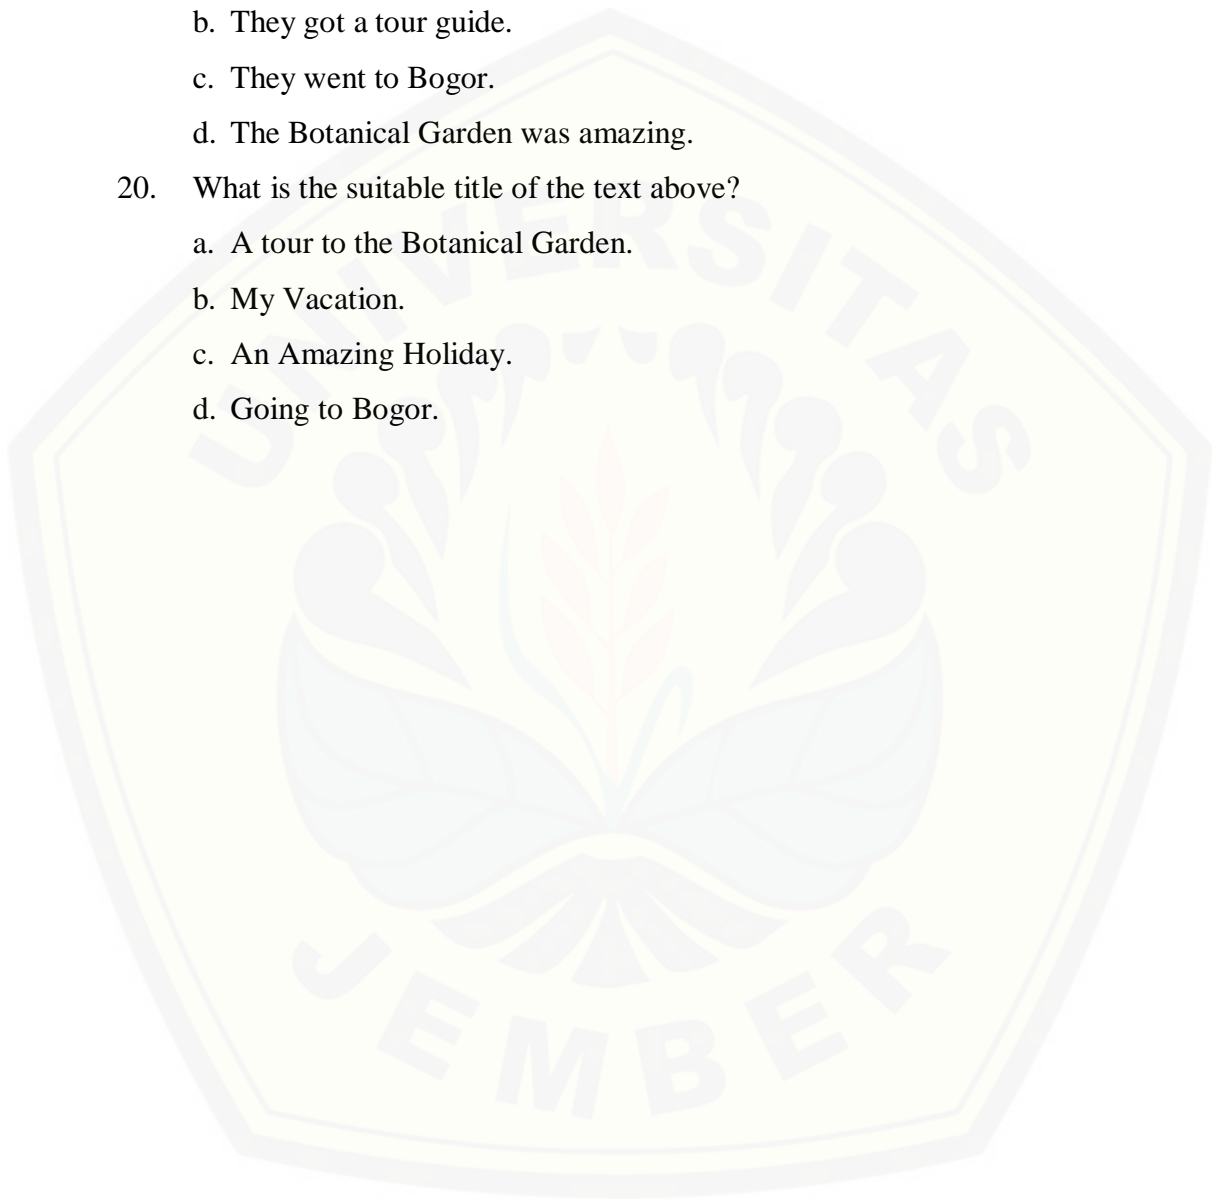 b. They got a tour guide.
c. They went to Bogor.
d. The Botanical Garden was amazing.
20. What is the suitable title of the text above?
a. A tour to the Botanical Garden.
b. My Vacation.
c. An Amazing Holiday.
d. Going to Bogor.
UNIVERSITAS
JEMBER